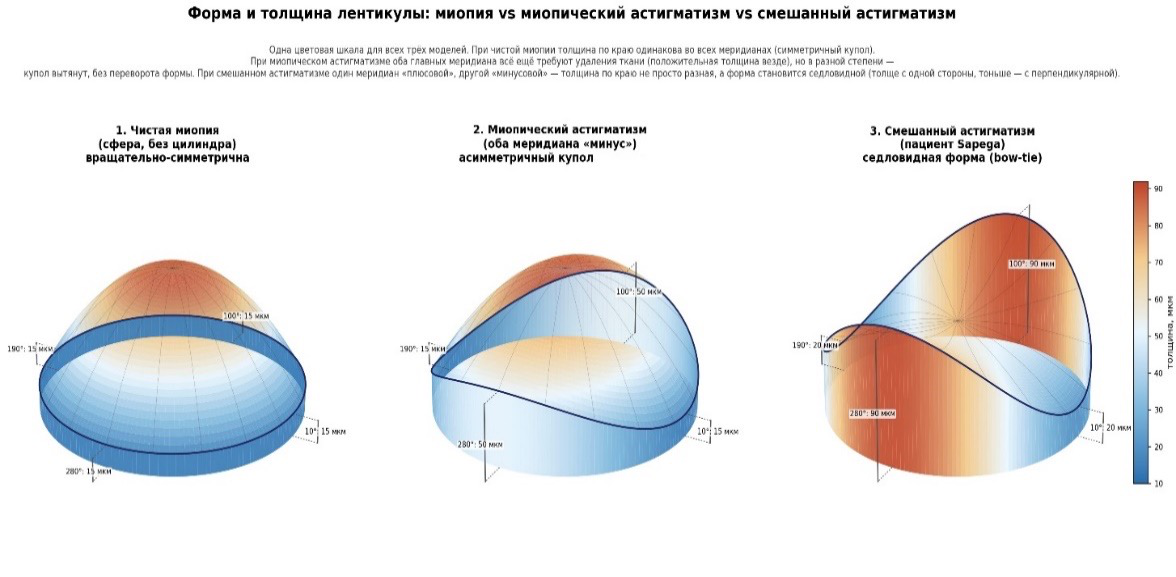 Форма и толщина лентикулы: миопия vs миопический астигматизм vs смешанный астигматизм
Одна цветовая шкала для всех трёх моделей. При чистой миопии толщина по краю одинакова во всех меридианах (симметричный купол).
При миопическом астигматизме оба главных меридиана всё ещё требуют удаления ткани (положительная толщина везде), но в разной степени —
купол вытянут, без переворота формы. При смешанном астигматизме один меридиан «плюсовой», другой «минусовой» — толщина по краю не просто разная, а форма становится седловидной (толще с одной стороны, тоньше — с перпендикулярной).
1. Чистая миопия
(сфера, без цилиндра)
вращательно-симметрична
100°: 15 мкм
190°: 15 мкм
10°: 15 мкм
280°: 15 мкм
2. Миопический астигматизм
(оба меридиана «минус»)
асимметричный купол
100°: 50 мкм
190°: 15 мкм
10°: 15 мкм
280°: 50 мкм
3. Смешанный астигматизм
(пациент Sapega)
седловидная форма (bow-tie)
100°: 90 мкм
190°: 20 мкм
280°: 90 мкм
10°: 20 мкм
90
80
70
60
50
40
30
20
10
толщина, мкм